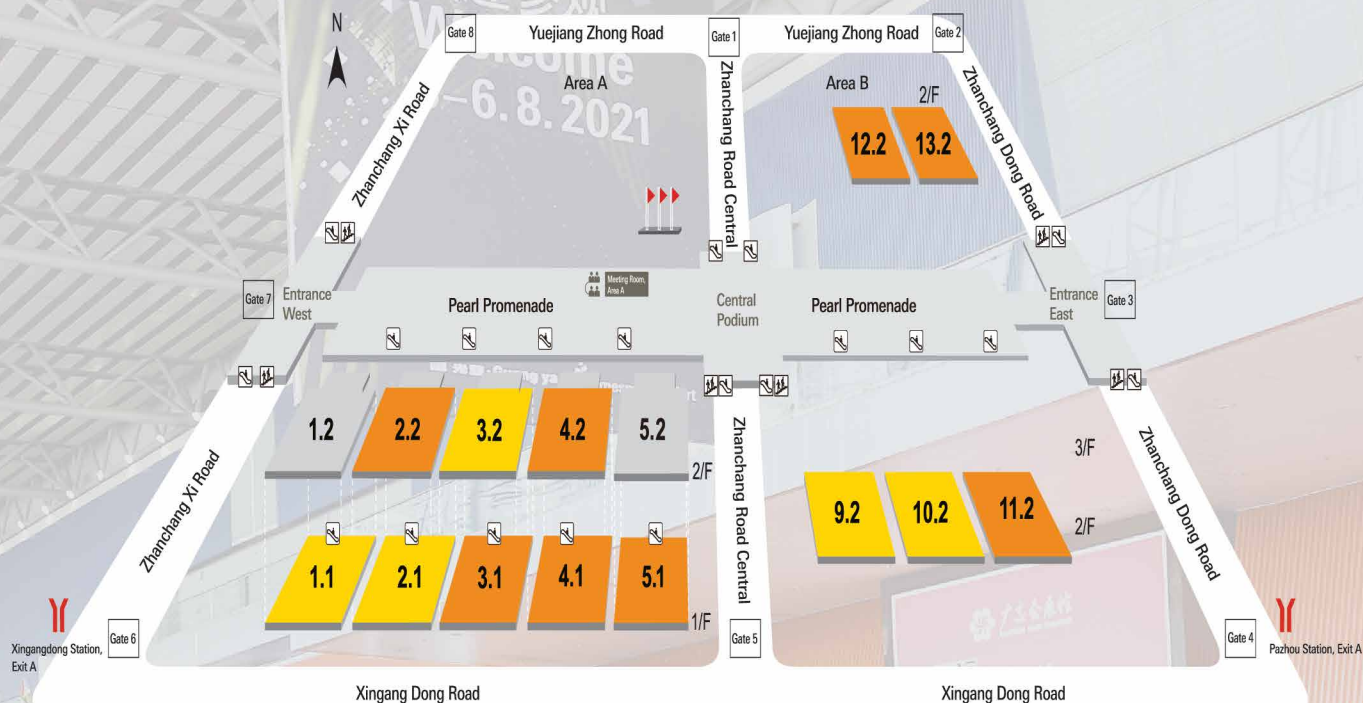 N
Gate 8
Yuejiang Zhong Road
Gate 1
Yuejiang Zhong Road
Gate 2
Welcome
6.8.2021
Area A
Area B
2/F
Zhanchang Xi Road
Zhanchang Road Central
Zhanchang Dong Road
12.2
13.2
Meeting Room,
Area A
Gate 7
Entrance
West
Pearl Promenade
Central
Podium
Pearl Promenade
Entrance
East
Gate 3
1.2
2.2
3.2
4.2
5.2
2/F
Zhanchang Xi Road
Zhanchang Road Central
Zhanchang Dong Road
3/F
9.2
10.2
11.2
2/F
1.1
2.1
3.1
4.1
5.1
1/F
Xingangdong Station,
Exit A
Gate 6
Gate 5
Gate 4
Pazhou Station, Exit A
Xingang Dong Road
Xingang Dong Road